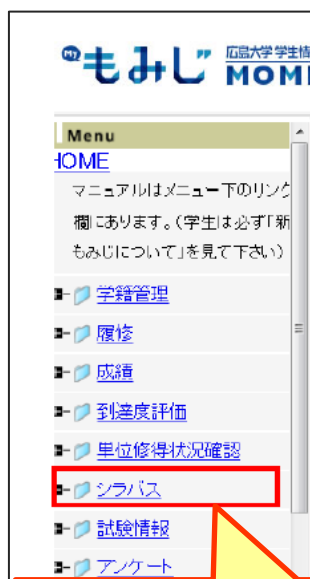 My もみじ 広島大学 学生情
MOMI
Menu
HOME
マニュアルはメニュー下のリンク
欄にあります。(学生は必ず「新
もみじについて」を見て下さい)
学籍管理
履修
成績
到達度評価
単位修得状況確認
シラバス
試験情報
アンケート